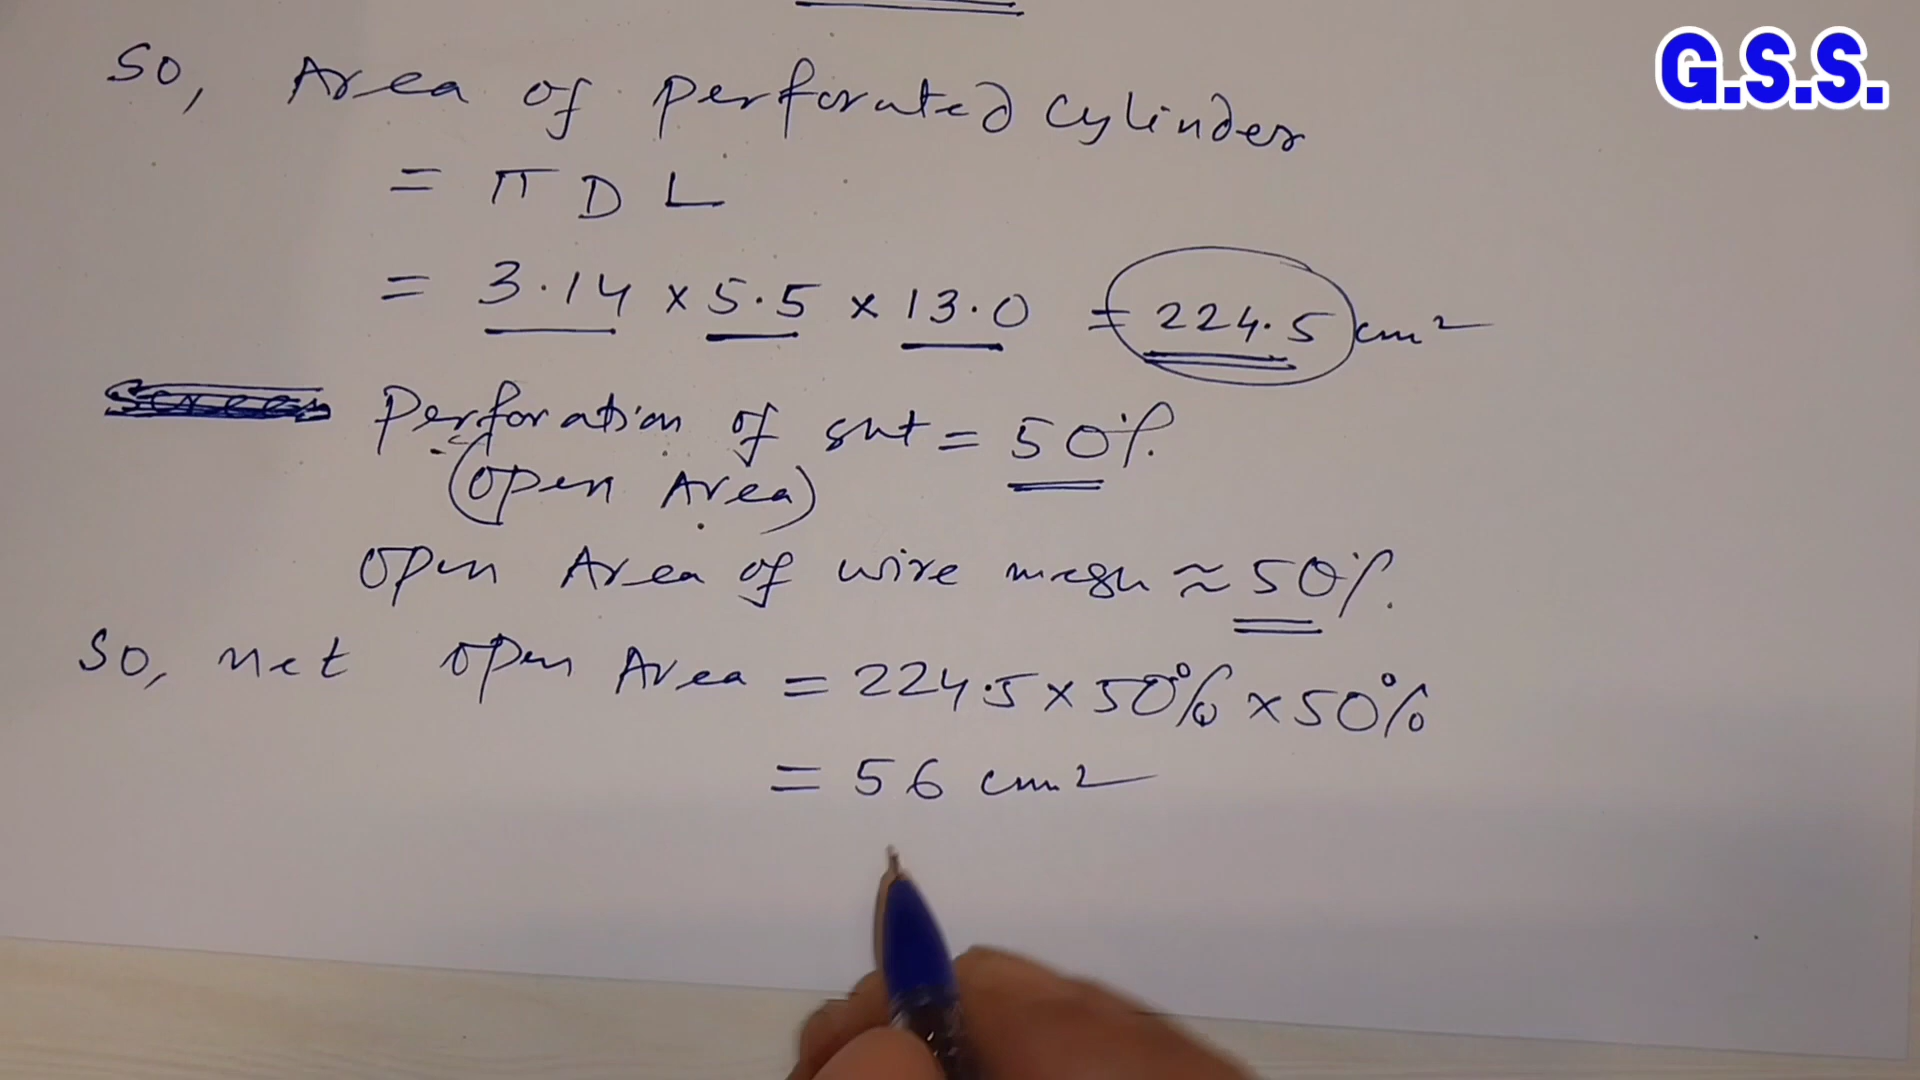 G.S.S.
So, Area of perforated cylinder
= π D L
= 3.14 x 5.5 x 13.0 = 224.5 cm²
Perforation of sht = 50%.
(open Area)
open Area of wire mesh ≈ 50%.
So, net open Area = 224.5 x 50% x 50%
= 56 cm²